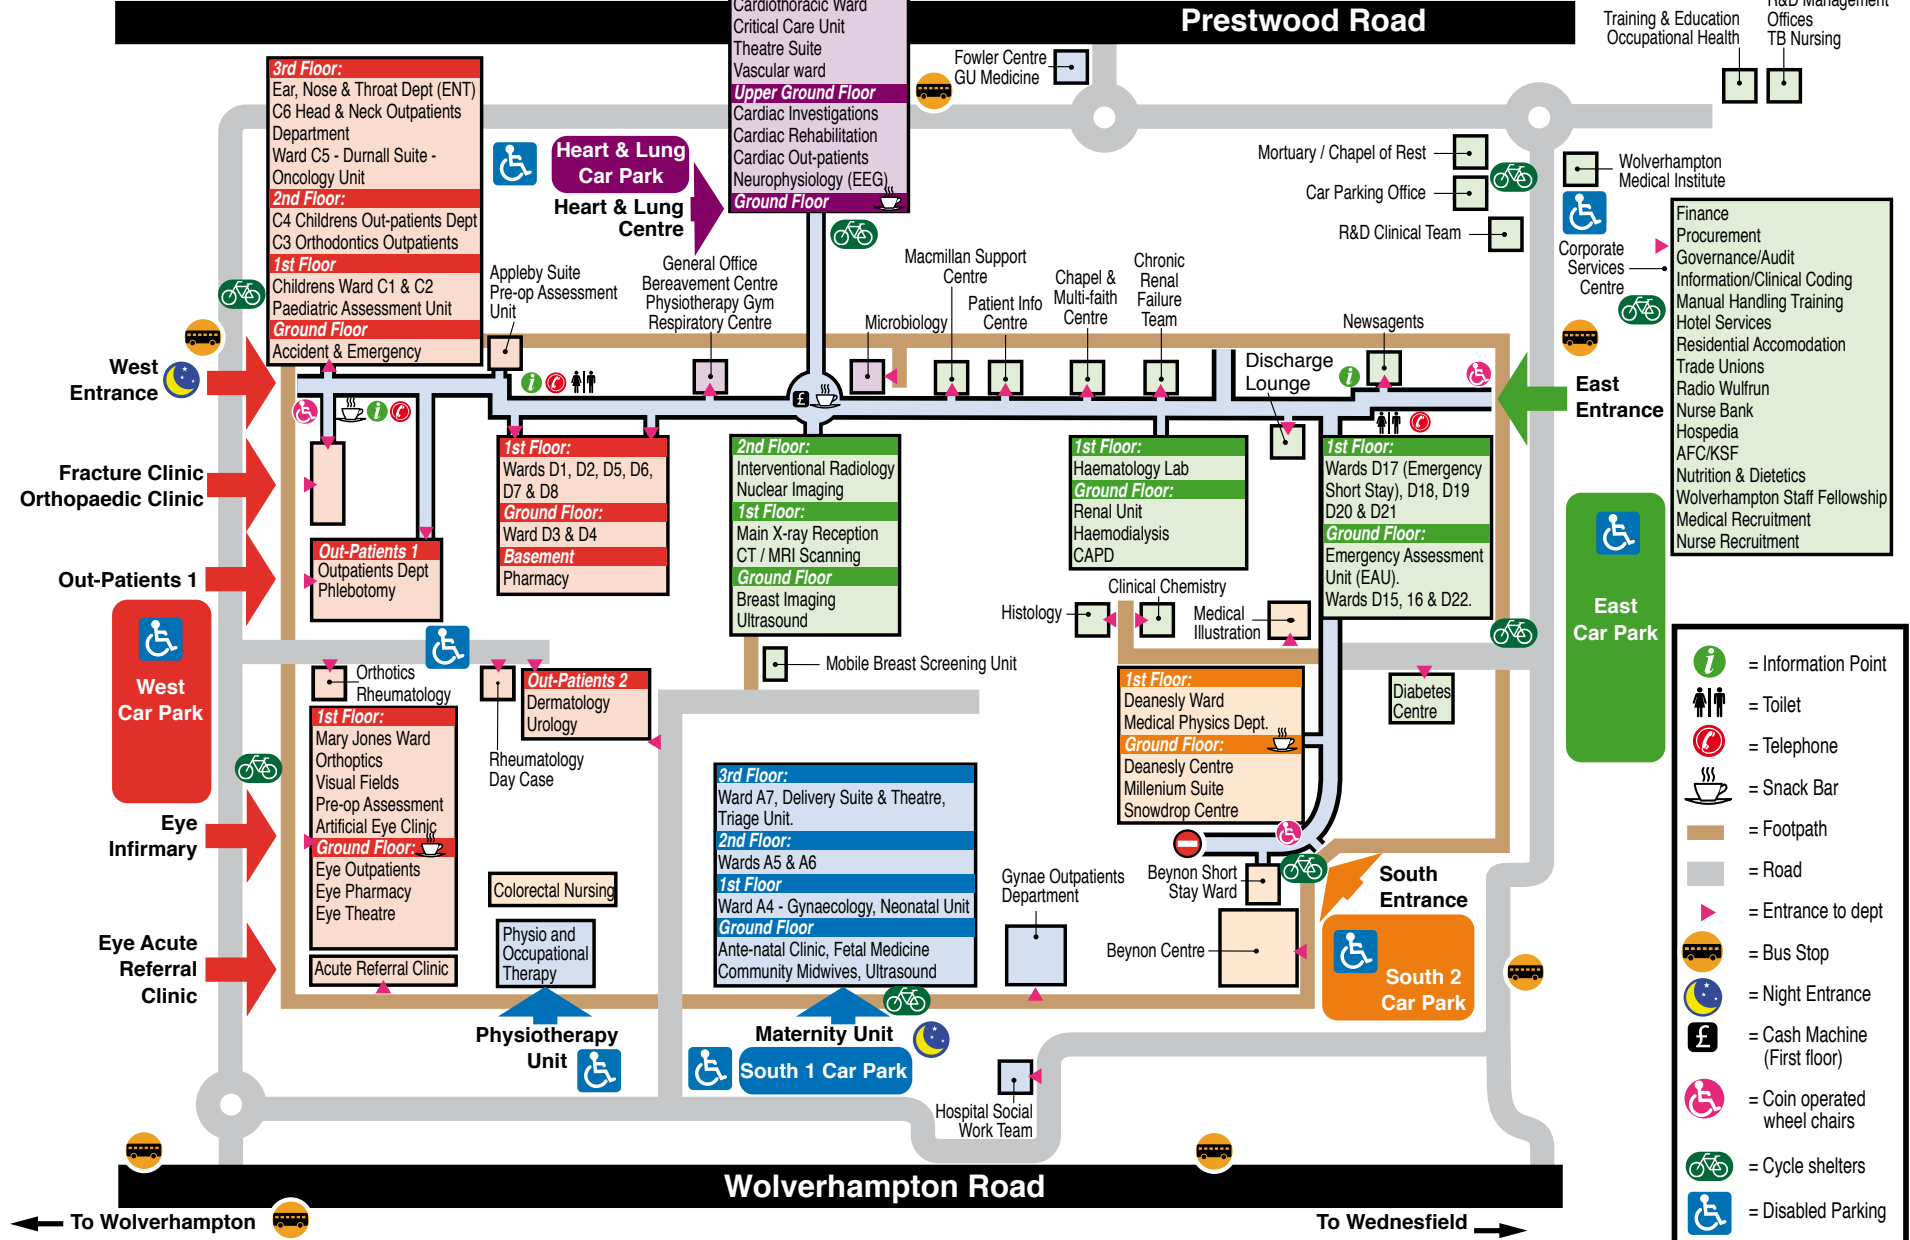 Prestwood Road
Cardiothoracic Ward
Critical Care Unit
Theatre Suite
Vascular ward
Upper Ground Floor
Cardiac Investigations
Cardiac Rehabilitation
Cardiac Out-patients
Neurophysiology (EEG)
Ground Floor
Fowler Centre
GU Medicine
Training & Education
Occupational Health
R&D Management
Offices
TB Nursing
3rd Floor:
Ear, Nose & Throat Dept (ENT)
C6 Head & Neck Outpatients
Department
Ward C5 - Durnall Suite -
Oncology Unit
2nd Floor:
C4 Childrens Out-patients Dept
C3 Orthodontics Outpatients
1st Floor
Childrens Ward C1 & C2
Paediatric Assessment Unit
Ground Floor
Accident & Emergency
Heart & Lung
Car Park
Heart & Lung
Centre
Mortuary / Chapel of Rest
Car Parking Office
R&D Clinical Team
Wolverhampton
Medical Institute
Corporate
Services
Centre
Finance
Procurement
Governance/Audit
Information/Clinical Coding
Manual Handling Training
Hotel Services
Residential Accomodation
Trade Unions
Radio Wulfrun
Nurse Bank
Hospedia
AFC/KSF
Nutrition & Dietetics
Wolverhampton Staff Fellowship
Medical Recruitment
Nurse Recruitment
Appleby Suite
Pre-op Assessment
Unit
General Office
Bereavement Centre
Physiotherapy Gym
Respiratory Centre
Microbiology
Macmillan Support
Centre
Patient Info
Centre
Chapel &
Multi-faith
Centre
Chronic
Renal
Failure
Team
Newsagents
Discharge
Lounge
West
Entrance
East
Entrance
Fracture Clinic
Orthopaedic Clinic
Out-Patients 1
Out-Patients 1
Outpatients Dept
Phlebotomy
1st Floor:
Wards D1, D2, D5, D6,
D7 & D8
Ground Floor:
Ward D3 & D4
Basement
Pharmacy
2nd Floor:
Interventional Radiology
Nuclear Imaging
1st Floor:
Main X-ray Reception
CT / MRI Scanning
Ground Floor
Breast Imaging
Ultrasound
1st Floor:
Haematology Lab
Ground Floor:
Renal Unit
Haemodialysis
CAPD
1st Floor:
Wards D17 (Emergency
Short Stay), D18, D19
D20 & D21
Ground Floor:
Emergency Assessment
Unit (EAU).
Wards D15, 16 & D22.
East
Car Park
West
Car Park
Histology
Clinical Chemistry
Medical
Illustration
Mobile Breast Screening Unit
Orthotics
Rheumatology
Rheumatology
Day Case
Out-Patients 2
Dermatology
Urology
Diabetes
Centre
1st Floor:
Deanesly Ward
Medical Physics Dept.
Ground Floor:
Deanesly Centre
Millenium Suite
Snowdrop Centre
1st Floor:
Mary Jones Ward
Orthoptics
Visual Fields
Pre-op Assessment
Artificial Eye Clinic
Ground Floor:
Eye Outpatients
Eye Pharmacy
Eye Theatre
Eye
Infirmary
Eye Acute
Referral
Clinic
Acute Referral Clinic
Colorectal Nursing
Physio and
Occupational
Therapy
Physiotherapy
Unit
3rd Floor:
Ward A7, Delivery Suite & Theatre,
Triage Unit.
2nd Floor:
Wards A5 & A6
1st Floor
Ward A4 - Gynaecology, Neonatal Unit
Ground Floor
Ante-natal Clinic, Fetal Medicine
Community Midwives, Ultrasound
Maternity Unit
South 1 Car Park
Gynae Outpatients
Department
Beynon Short
Stay Ward
Beynon Centre
South
Entrance
South 2
Car Park
Hospital Social
Work Team
i = Information Point
= Toilet
= Telephone
= Snack Bar
= Footpath
= Road
= Entrance to dept
= Bus Stop
= Night Entrance
£ = Cash Machine
(First floor)
= Coin operated
wheel chairs
= Cycle shelters
= Disabled Parking
Wolverhampton Road
To Wolverhampton
To Wednesfield